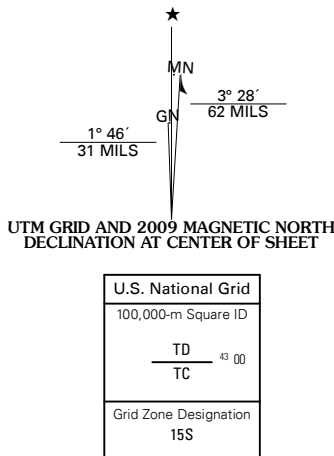 ★
MN
3° 28´
62 MILS
GN
1° 46´
31 MILS
UTM GRID AND 2009 MAGNETIC NORTH
DECLINATION AT CENTER OF SHEET
U.S. National Grid
100,000-m Square ID
TD
43 00
TC
Grid Zone Designation
15S